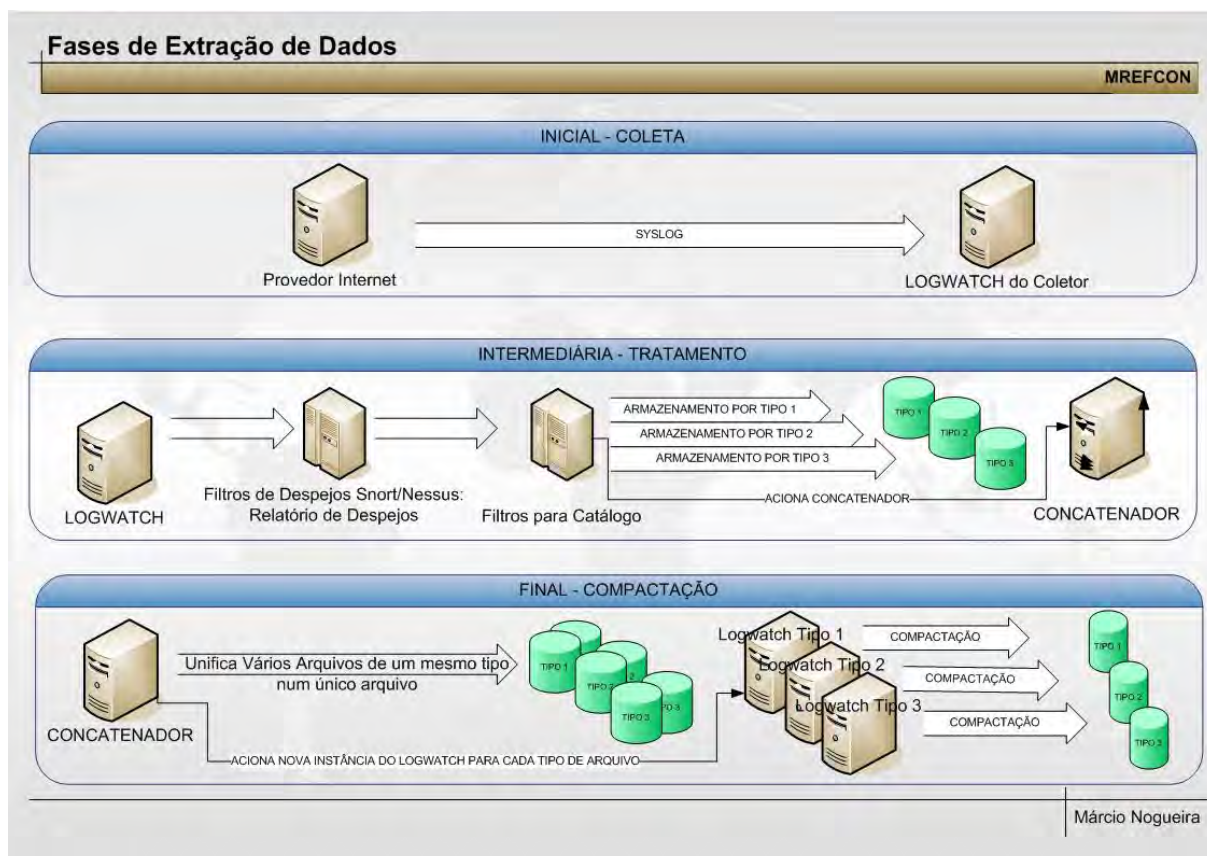 Fases de Extração de Dados
MREFCON
INICIAL - COLETA
SYSLOG
Provedor Internet
LOGWATCH do Coletor
INTERMEDIÁRIA - TRATAMENTO
ARMAZENAMENTO POR TIPO 1
ARMAZENAMENTO POR TIPO 2
ARMAZENAMENTO POR TIPO 3
TIPO 1
TIPO 2
TIPO 3
ACIONA CONCATENADOR
LOGWATCH
Filtros de Despejos Snort/Nessus:
Relatório de Despejos
Filtros para Catálogo
CONCATENADOR
FINAL - COMPACTAÇÃO
CONCATENADOR
Unifica Vários Arquivos de um mesmo tipo
num único arquivo
TIPO 1
TIPO 2
2
TIPO 3
PO 3
ACIONA NOVA INSTÂNCIA DO LOGWATCH PARA CADA TIPO DE ARQUIVO
Logwatch Tipo 1
Logwatch Tipo 2
Logwatch Tipo 3
COMPACTAÇÃO
COMPACTAÇÃO
COMPACTAÇÃO
TIPO 1
TIPO 2
TIPO 3
Márcio Nogueira